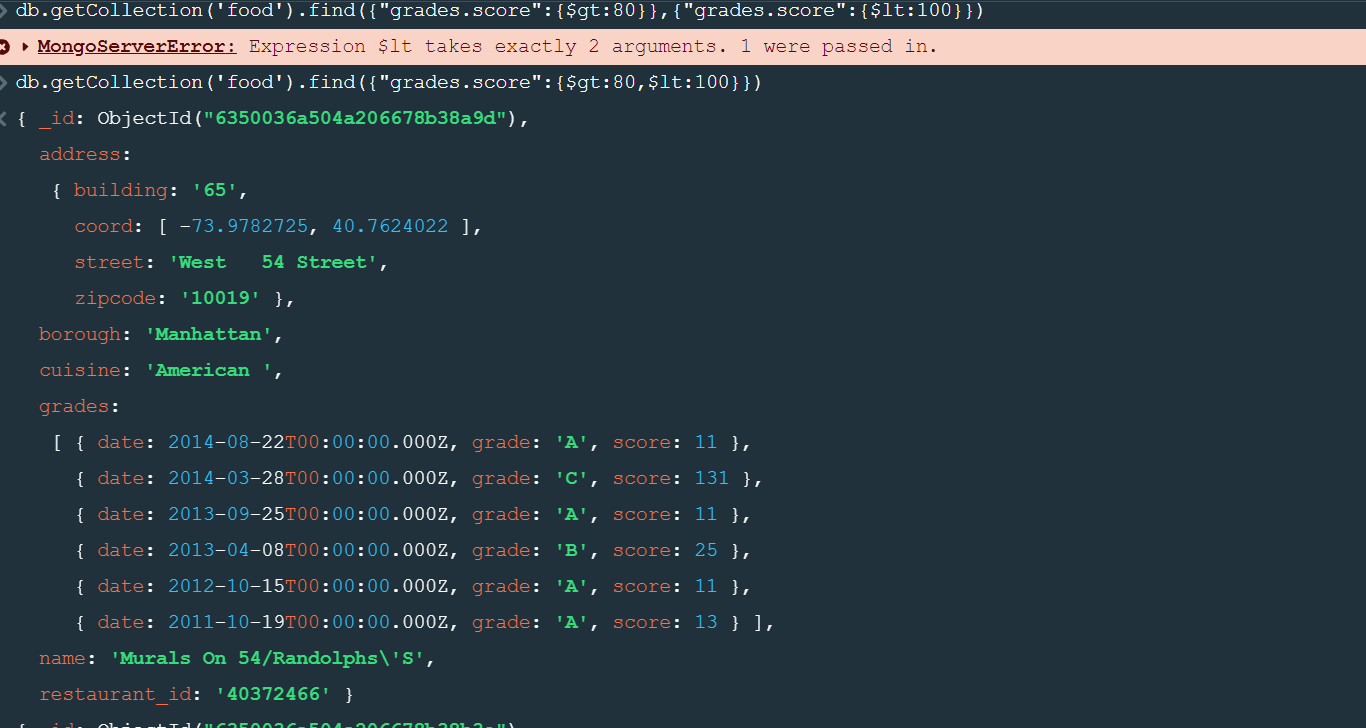 db.getCollection('food').find({"grades.score":{$gt:80}},{"grades.score":{$lt:100}})
MongoServerError: Expression $lt takes exactly 2 arguments. 1 were passed in.
db.getCollection('food').find({"grades.score":{$gt:80,$lt:100}})
{ _id: ObjectId("6350036a504a206678b38a9d"),
address:
{ building: '65',
coord: [ -73.9782725, 40.7624022 ],
street: 'West   54 Street',
zipcode: '10019' },
borough: 'Manhattan',
cuisine: 'American ',
grades:
[ { date: 2014-08-22T00:00:00.000Z, grade: 'A', score: 11 },
{ date: 2014-03-28T00:00:00.000Z, grade: 'C', score: 131 },
{ date: 2013-09-25T00:00:00.000Z, grade: 'A', score: 11 },
{ date: 2013-04-08T00:00:00.000Z, grade: 'B', score: 25 },
{ date: 2012-10-15T00:00:00.000Z, grade: 'A', score: 11 },
{ date: 2011-10-19T00:00:00.000Z, grade: 'A', score: 13 } ],
name: 'Murals On 54/Randolphs\'S',
restaurant_id: '40372466' }
{ _id: ObjectId("6350036a504a206678b38b3a"),